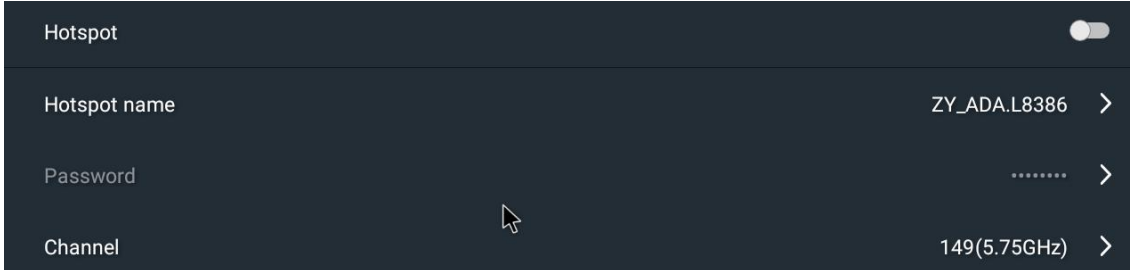 Hotspot
Hotspot name ZY_ADA.L8386
Password ••••••••
Channel 149(5.75GHz)